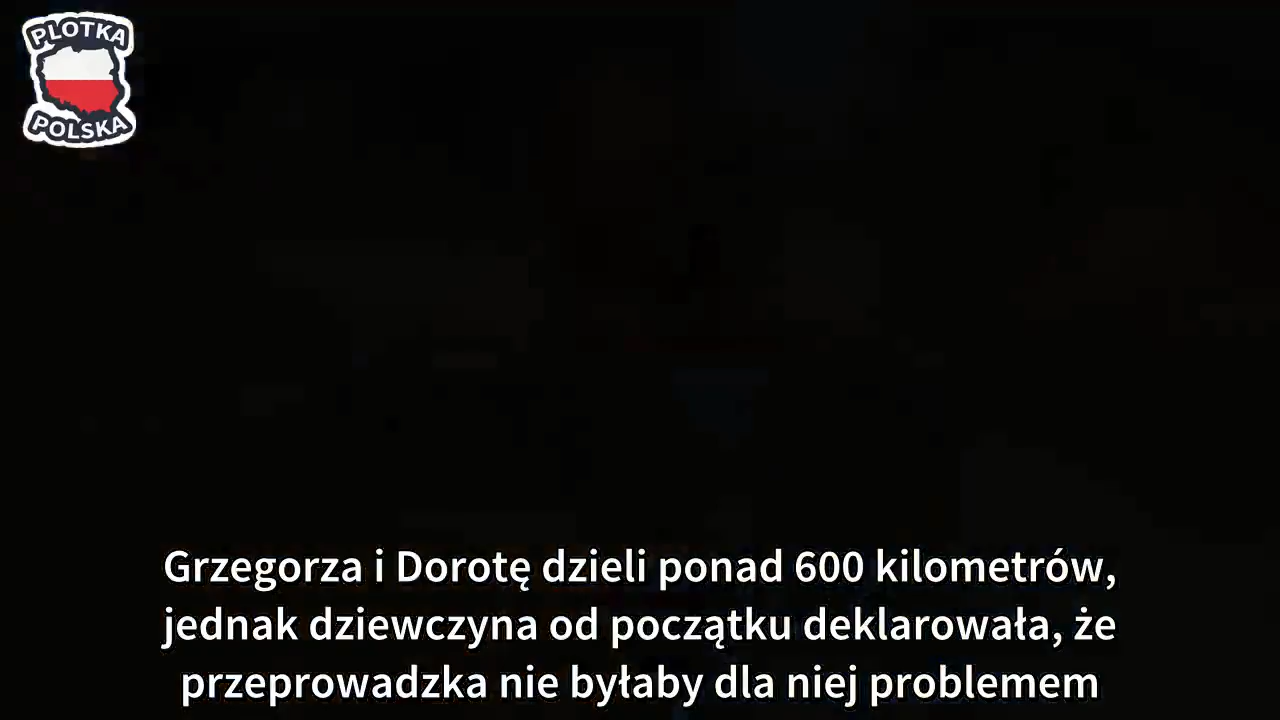 PLOTKA
POLSKA
Grzegorza i Dorotę dzieli ponad 600 kilometrów,
jednak dziewczyna od początku deklarowała, że
przeprowadzka nie byłaby dla niej problemem